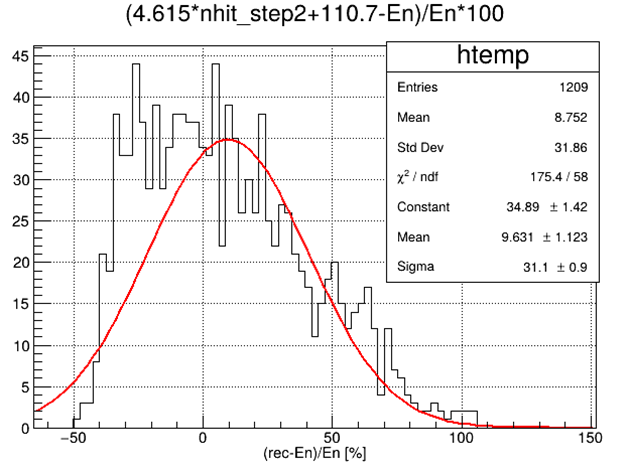 (4.615*nhit_step2+110.7-En)/En*100
htemp
Entries 1209
Mean 8.752
Std Dev 31.86
χ² / ndf 175.4 / 58
Constant 34.89 ± 1.42
Mean 9.631 ± 1.123
Sigma 31.1 ± 0.9
45
40
35
30
25
20
15
10
5
0
−50 0 50 100 150
(rec-En)/En [%]